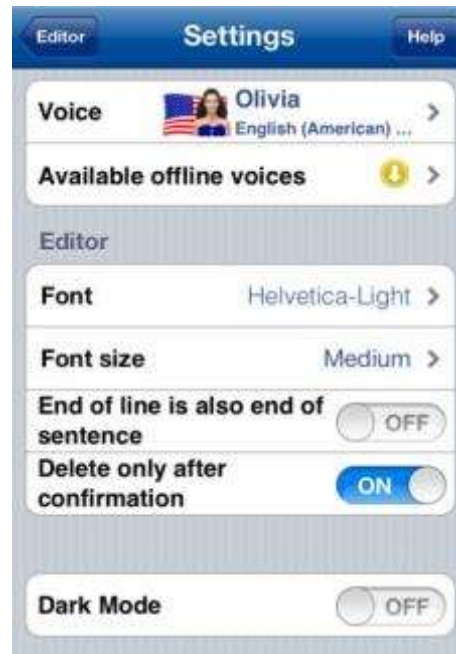 Editor Settings Help
Voice Olivia
English (American) ...
Available offline voices
Editor
Font Helvetica-Light
Font size Medium
End of line is also end of
sentence OFF
Delete only after
confirmation ON
Dark Mode OFF